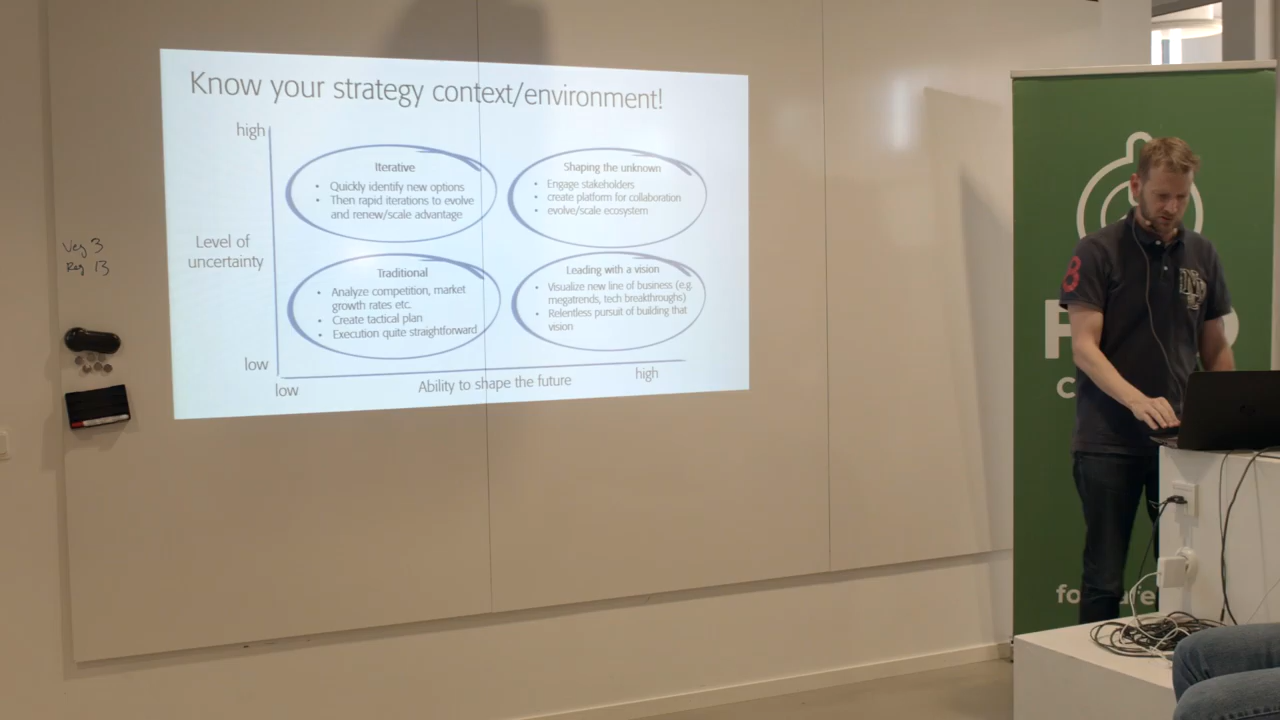 Know your strategy context/environment!
high
Iterative
• Quickly identify new options
• Then rapid iterations to evolve
and renew/scale advantage
Shaping the unknown
• Engage stakeholders
• create platform for collaboration
• evolve/scale ecosystem
Level of
uncertainty
Traditional
• Analyze competition, market
growth rates etc.
• Create tactical plan
• Execution quite straightforward
Leading with a vision
• Visualize new line of business (e.g.
megatrends, tech breakthroughs)
• Relentless pursuit of building that
vision
low
low
Ability to shape the future
high
Veg 3
Reg 13
8